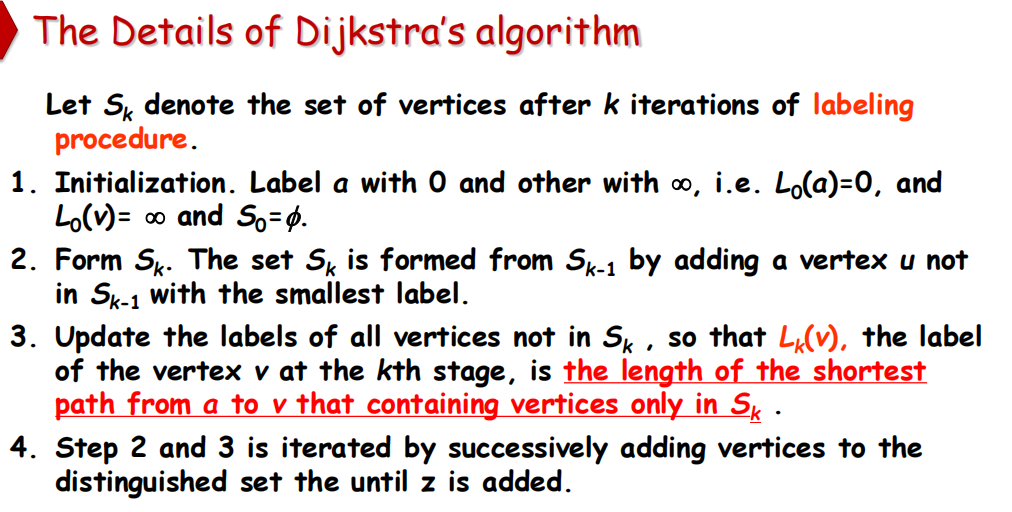 The Details of Dijkstra's algorithm
Let Sₖ denote the set of vertices after k iterations of labeling
procedure.
1. Initialization. Label a with 0 and other with ∞, i.e. L₀(a)=0, and
L₀(v)= ∞ and S₀=ϕ.
2. Form Sₖ. The set Sₖ is formed from Sₖ₋₁ by adding a vertex u not
in Sₖ₋₁ with the smallest label.
3. Update the labels of all vertices not in Sₖ , so that Lₖ(v), the label
of the vertex v at the kth stage, is the length of the shortest
path from a to v that containing vertices only in Sₖ .
4. Step 2 and 3 is iterated by successively adding vertices to the
distinguished set the until z is added.